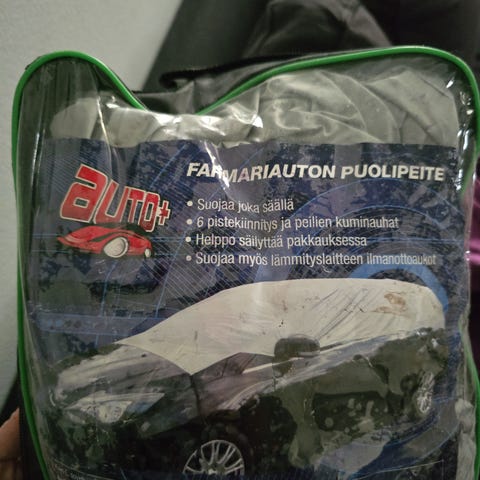 AUTO+
FARMARIAUTON PUOLIPEITE
• Suojaa joka säällä
• 6 pistekiinnitys ja peilien kuminauhat
• Helppo säilyttää pakkauksessa
• Suojaa myös lämmityslaitteen ilmanottoaukot